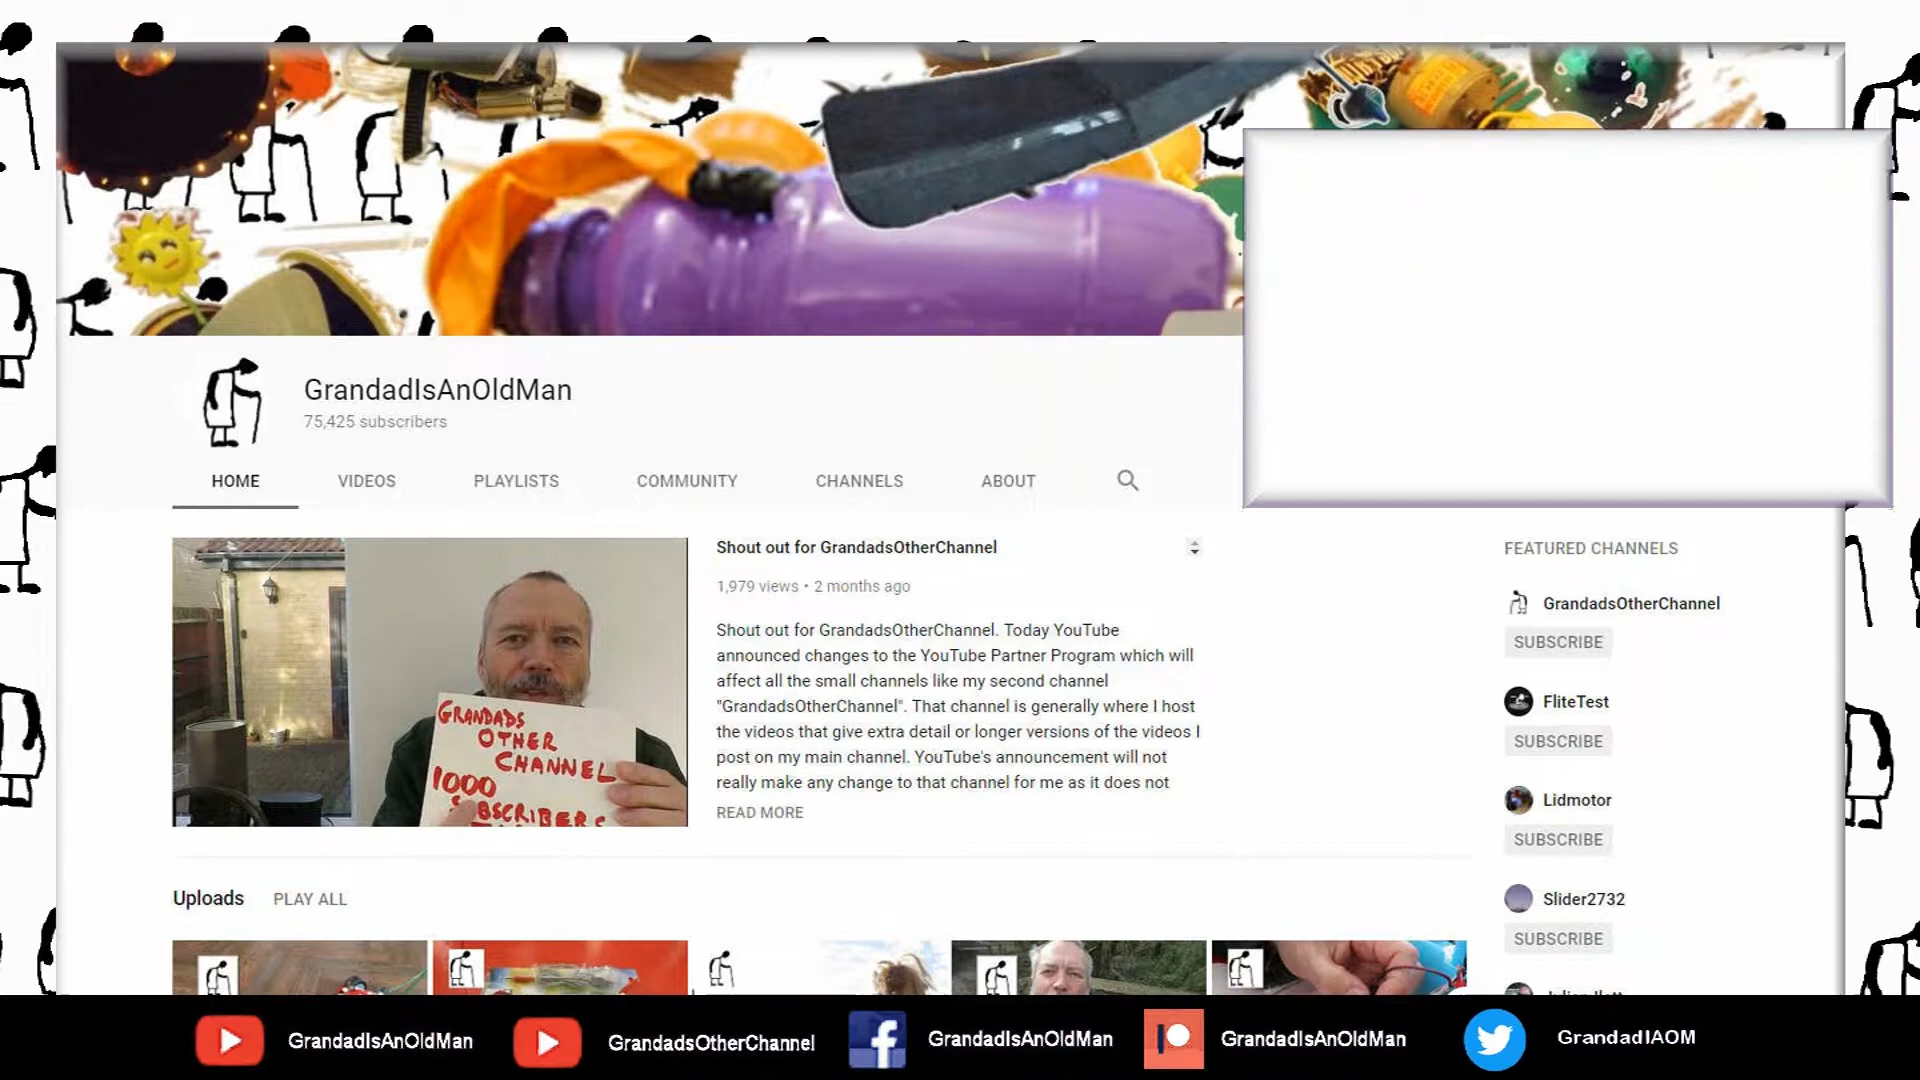 GrandadIsAnOldMan
75,425 subscribers
HOME VIDEOS PLAYLISTS COMMUNITY CHANNELS ABOUT
GRANDADS
OTHER
CHANNEL
1000
Shout out for GrandadsOtherChannel
1,979 views • 2 months ago
Shout out for GrandadsOtherChannel. Today YouTube
announced changes to the YouTube Partner Program which will
affect all the small channels like my second channel
"GrandadsOtherChannel". That channel is generally where I host
the videos that give extra detail or longer versions of the videos I
post on my main channel. YouTube's announcement will not
really make any change to that channel for me as it does not
READ MORE
FEATURED CHANNELS
GrandadsOtherChannel
SUBSCRIBE
FliteTest
SUBSCRIBE
Lidmotor
SUBSCRIBE
Slider2732
SUBSCRIBE
Uploads PLAY ALL
GrandadIsAnOldMan GrandadsOtherChannel GrandadIsAnOldMan GrandadIsAnOldMan GrandadIAOM